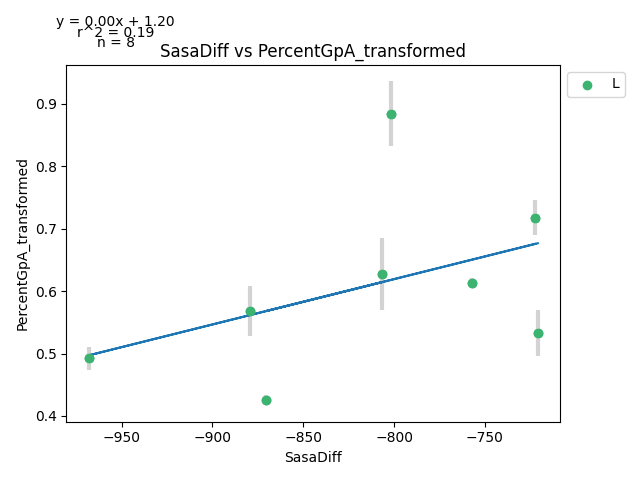 y = 0.00x + 1.20
r^2 = 0.19
n = 8
SasaDiff vs PercentGpA_transformed
L
PercentGpA_transformed
0.9
0.8
0.7
0.6
0.5
0.4
−950
−900
−850
−800
−750
SasaDiff